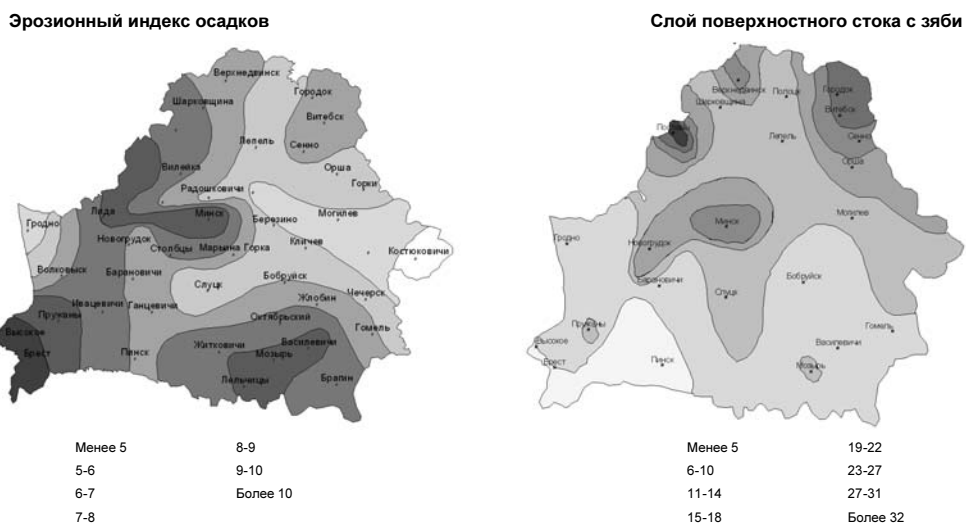 Эрозионный индекс осадков
Верхнедвинск
Городок
Шарковщина
Витебск
Лепель
Сенно
Вилейка
Орша
Горки
Радошковичи
Лида
Минск
Березино
Могилев
Гродно
Новогрудок
Кличев
Столбцы
Марьина Горка
Костюковичи
Волковыск
Барановичи
Бобруйск
Слуцк
Чечерск
Жлобин
Ивацевичи
Ганцевичи
Пружаны
Октябрьский
Высокое
Гомель
Житковичи
Василевичи
Брест
Пинск
Мозырь
Лельчицы
Брагин
Менее 5
5-6
6-7
7-8
8-9
9-10
Более 10
Слой поверхностного стока с зяби
Верхнедвинск
Полоцк
Городок
Шарковщина
Витебск
Лепель
Сенно
Орша
Минск
Могилев
Гродно
Новогрудок
Барановичи
Бобруйск
Слуцк
Пружаны
Гомель
Высокое
Василевичи
Брест
Пинск
Мозырь
Менее 5
6-10
11-14
15-18
19-22
23-27
27-31
Более 32